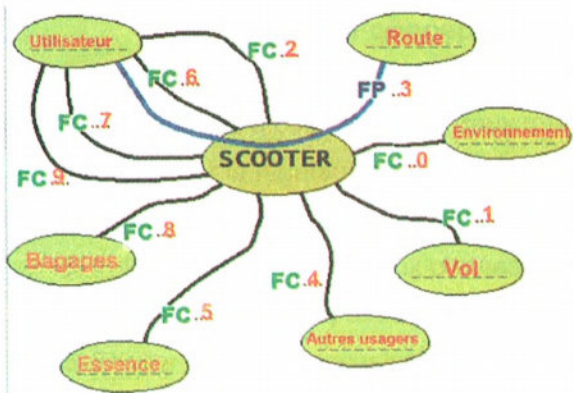 Utilisateur
FC..2
Route
FC..6
FP..3
FC..7
Environnement
SCOOTER
FC..0
FC..9
FC..1
FC..8
Bagages
Vol
FC..4
FC..5
Autres usagers
Essence